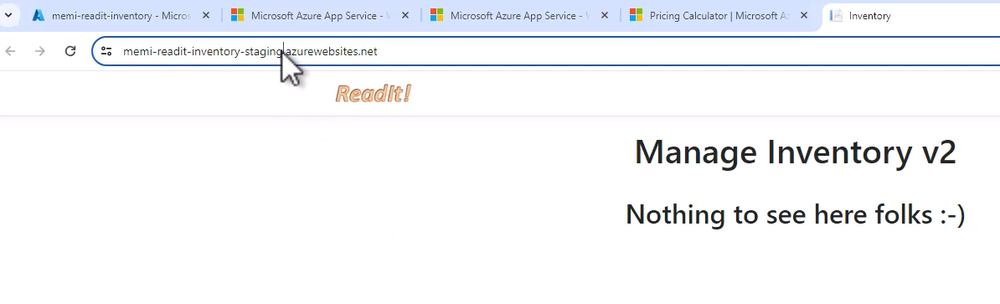 memi-readit-inventory - Micros
Microsoft Azure App Service - V
Microsoft Azure App Service - V
Pricing Calculator | Microsoft Az
Inventory
memi-readit-inventory-staging.azurewebsites.net
ReadIt!
Manage Inventory v2
Nothing to see here folks :-)